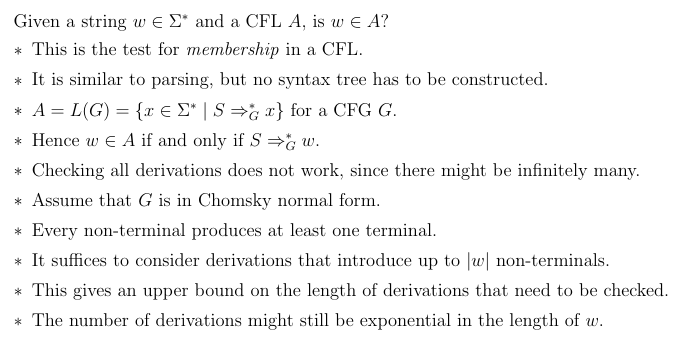 Given a string w ∈ Σ* and a CFL A, is w ∈ A?
* This is the test for membership in a CFL.
* It is similar to parsing, but no syntax tree has to be constructed.
* A = L(G) = {x ∈ Σ* | S ⇒*_G x} for a CFG G.
* Hence w ∈ A if and only if S ⇒*_G w.
* Checking all derivations does not work, since there might be infinitely many.
* Assume that G is in Chomsky normal form.
* Every non-terminal produces at least one terminal.
* It suffices to consider derivations that introduce up to |w| non-terminals.
* This gives an upper bound on the length of derivations that need to be checked.
* The number of derivations might still be exponential in the length of w.